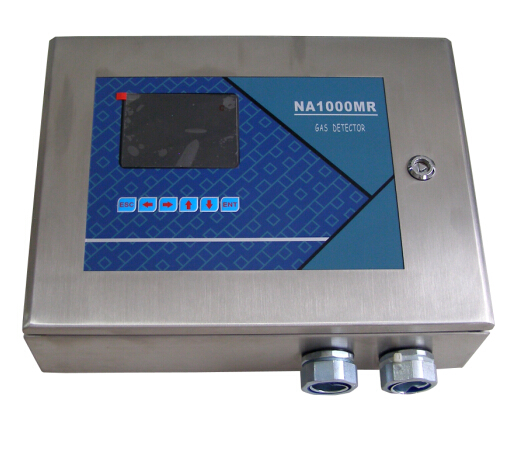 NA1000MR
GAS DETECTOR
ESC ENT